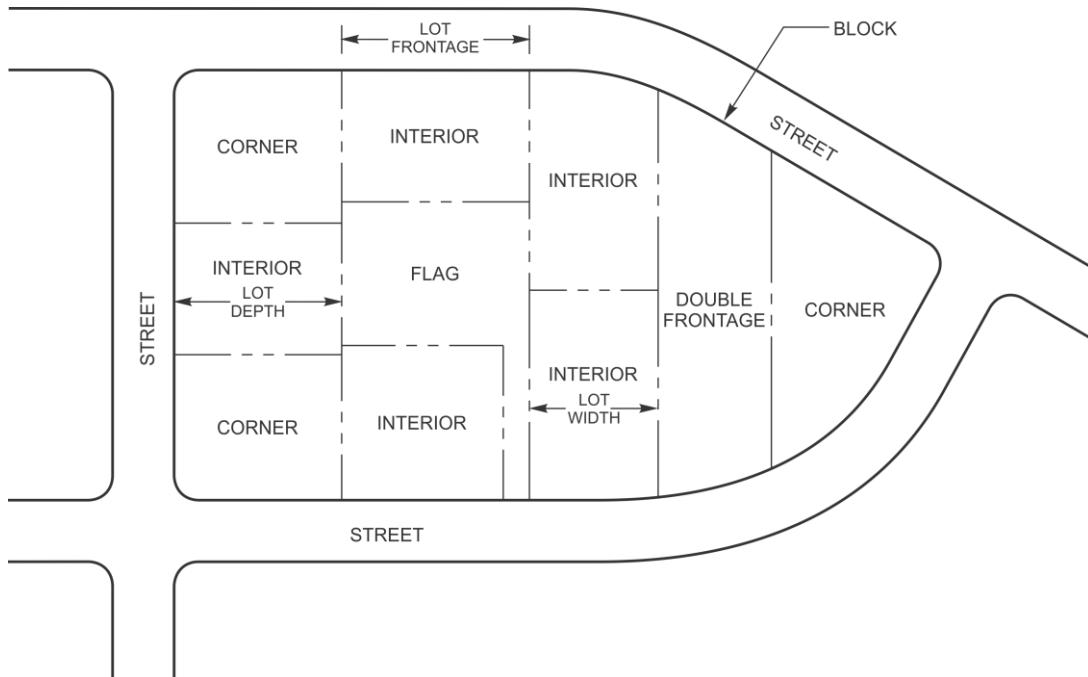 LOT
FRONTAGE
BLOCK
STREET
CORNER
INTERIOR
INTERIOR
INTERIOR
LOT
DEPTH
FLAG
DOUBLE
FRONTAGE
CORNER
STREET
CORNER
INTERIOR
INTERIOR
LOT
WIDTH
STREET